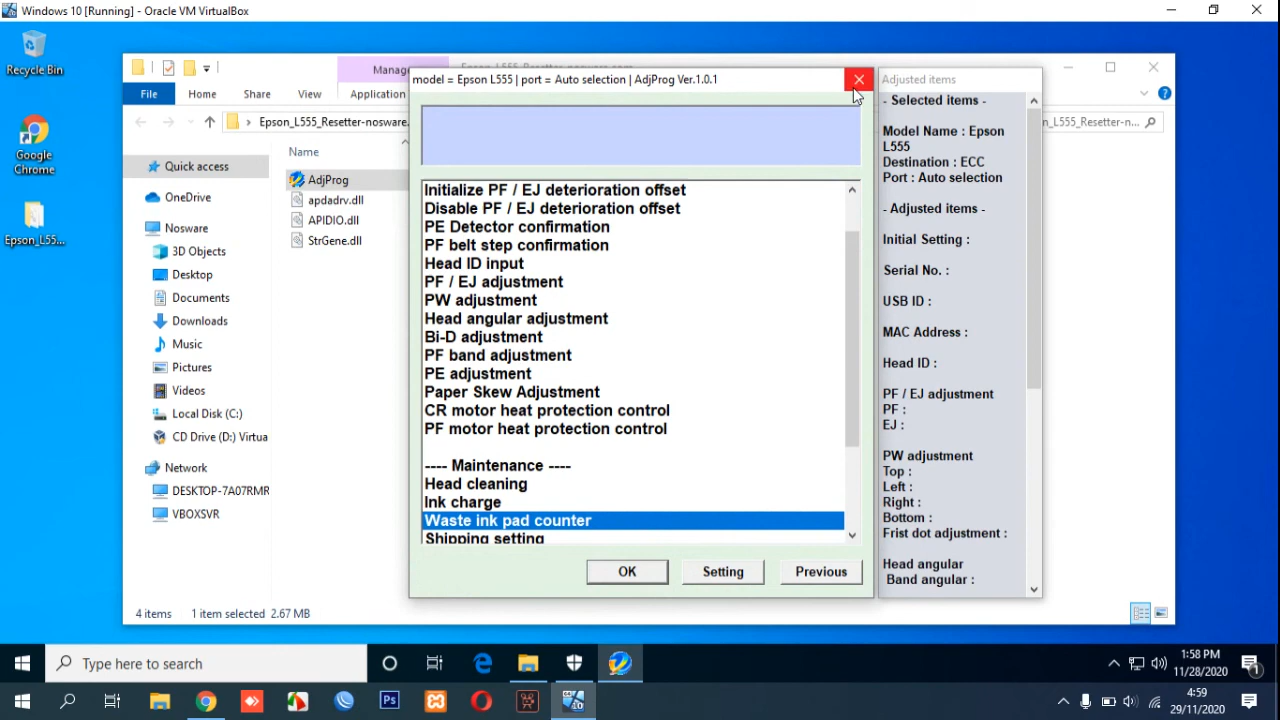 Windows 10 [Running] - Oracle VM VirtualBox
Recycle Bin
Google
Chrome
Epson_L55...
Manag
File
Home
Share
View
Application
Epson_L555_Resetter-nosware.
n_L555_Resetter-n...
Quick access
OneDrive
Nosware
3D Objects
Desktop
Documents
Downloads
Music
Pictures
Videos
Local Disk (C:)
CD Drive (D:) Virtua
Network
DESKTOP-7A07RMR
VBOXSVR
Name
AdjProg
apdadrv.dll
APIDIO.dll
StrGene.dll
4 items
1 item selected 2.67 MB
model = Epson L555 | port = Auto selection | AdjProg Ver.1.0.1
Initialize PF / EJ deterioration offset
Disable PF / EJ deterioration offset
PE Detector confirmation
PF belt step confirmation
Head ID input
PF / EJ adjustment
PW adjustment
Head angular adjustment
Bi-D adjustment
PF band adjustment
PE adjustment
Paper Skew Adjustment
CR motor heat protection control
PF motor heat protection control
---- Maintenance ----
Head cleaning
Ink charge
Waste ink pad counter
Shipping setting
OK
Setting
Previous
Adjusted items
- Selected items -
Model Name : Epson
L555
Destination : ECC
Port : Auto selection
- Adjusted items -
Initial Setting :
Serial No. :
USB ID :
MAC Address :
Head ID :
PF / EJ adjustment
PF :
EJ :
PW adjustment
Top :
Left :
Right :
Bottom :
Frist dot adjustment :
Head angular
Band angular :
Type here to search
1:58 PM
11/28/2020
1
Ps
4:59
29/11/2020